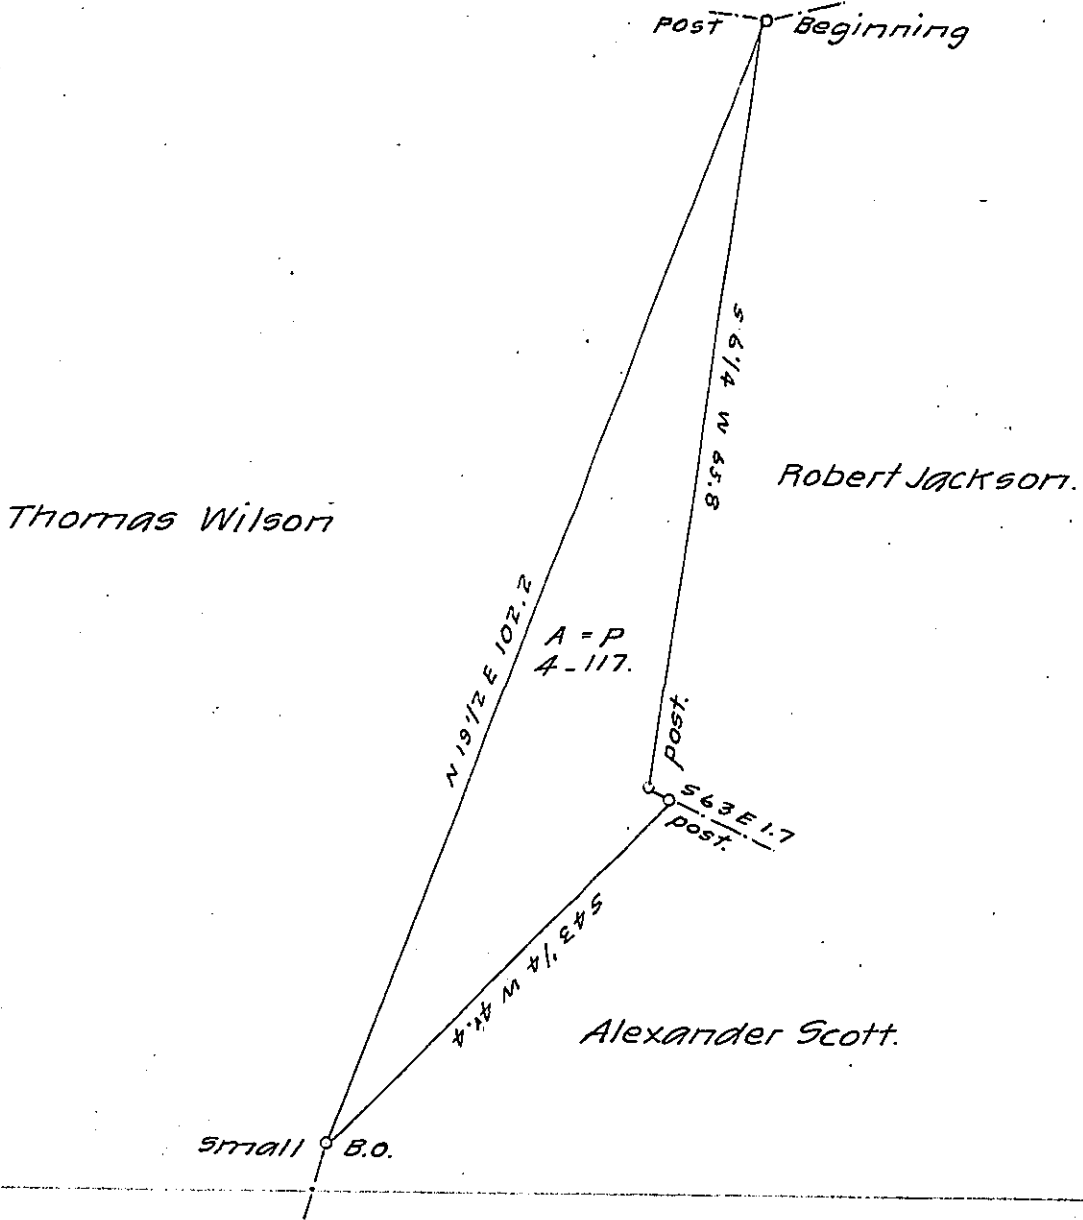 Post Beginning
S 6 1/4 W 65.8
Robert Jackson.
Thomas Wilson
N 19 1/2 E 102.2
A = P
4-117.
post.
S 63 E 1.7
post.
S 43 1/4 W 41.4
Alexander Scott.
Small B.O.